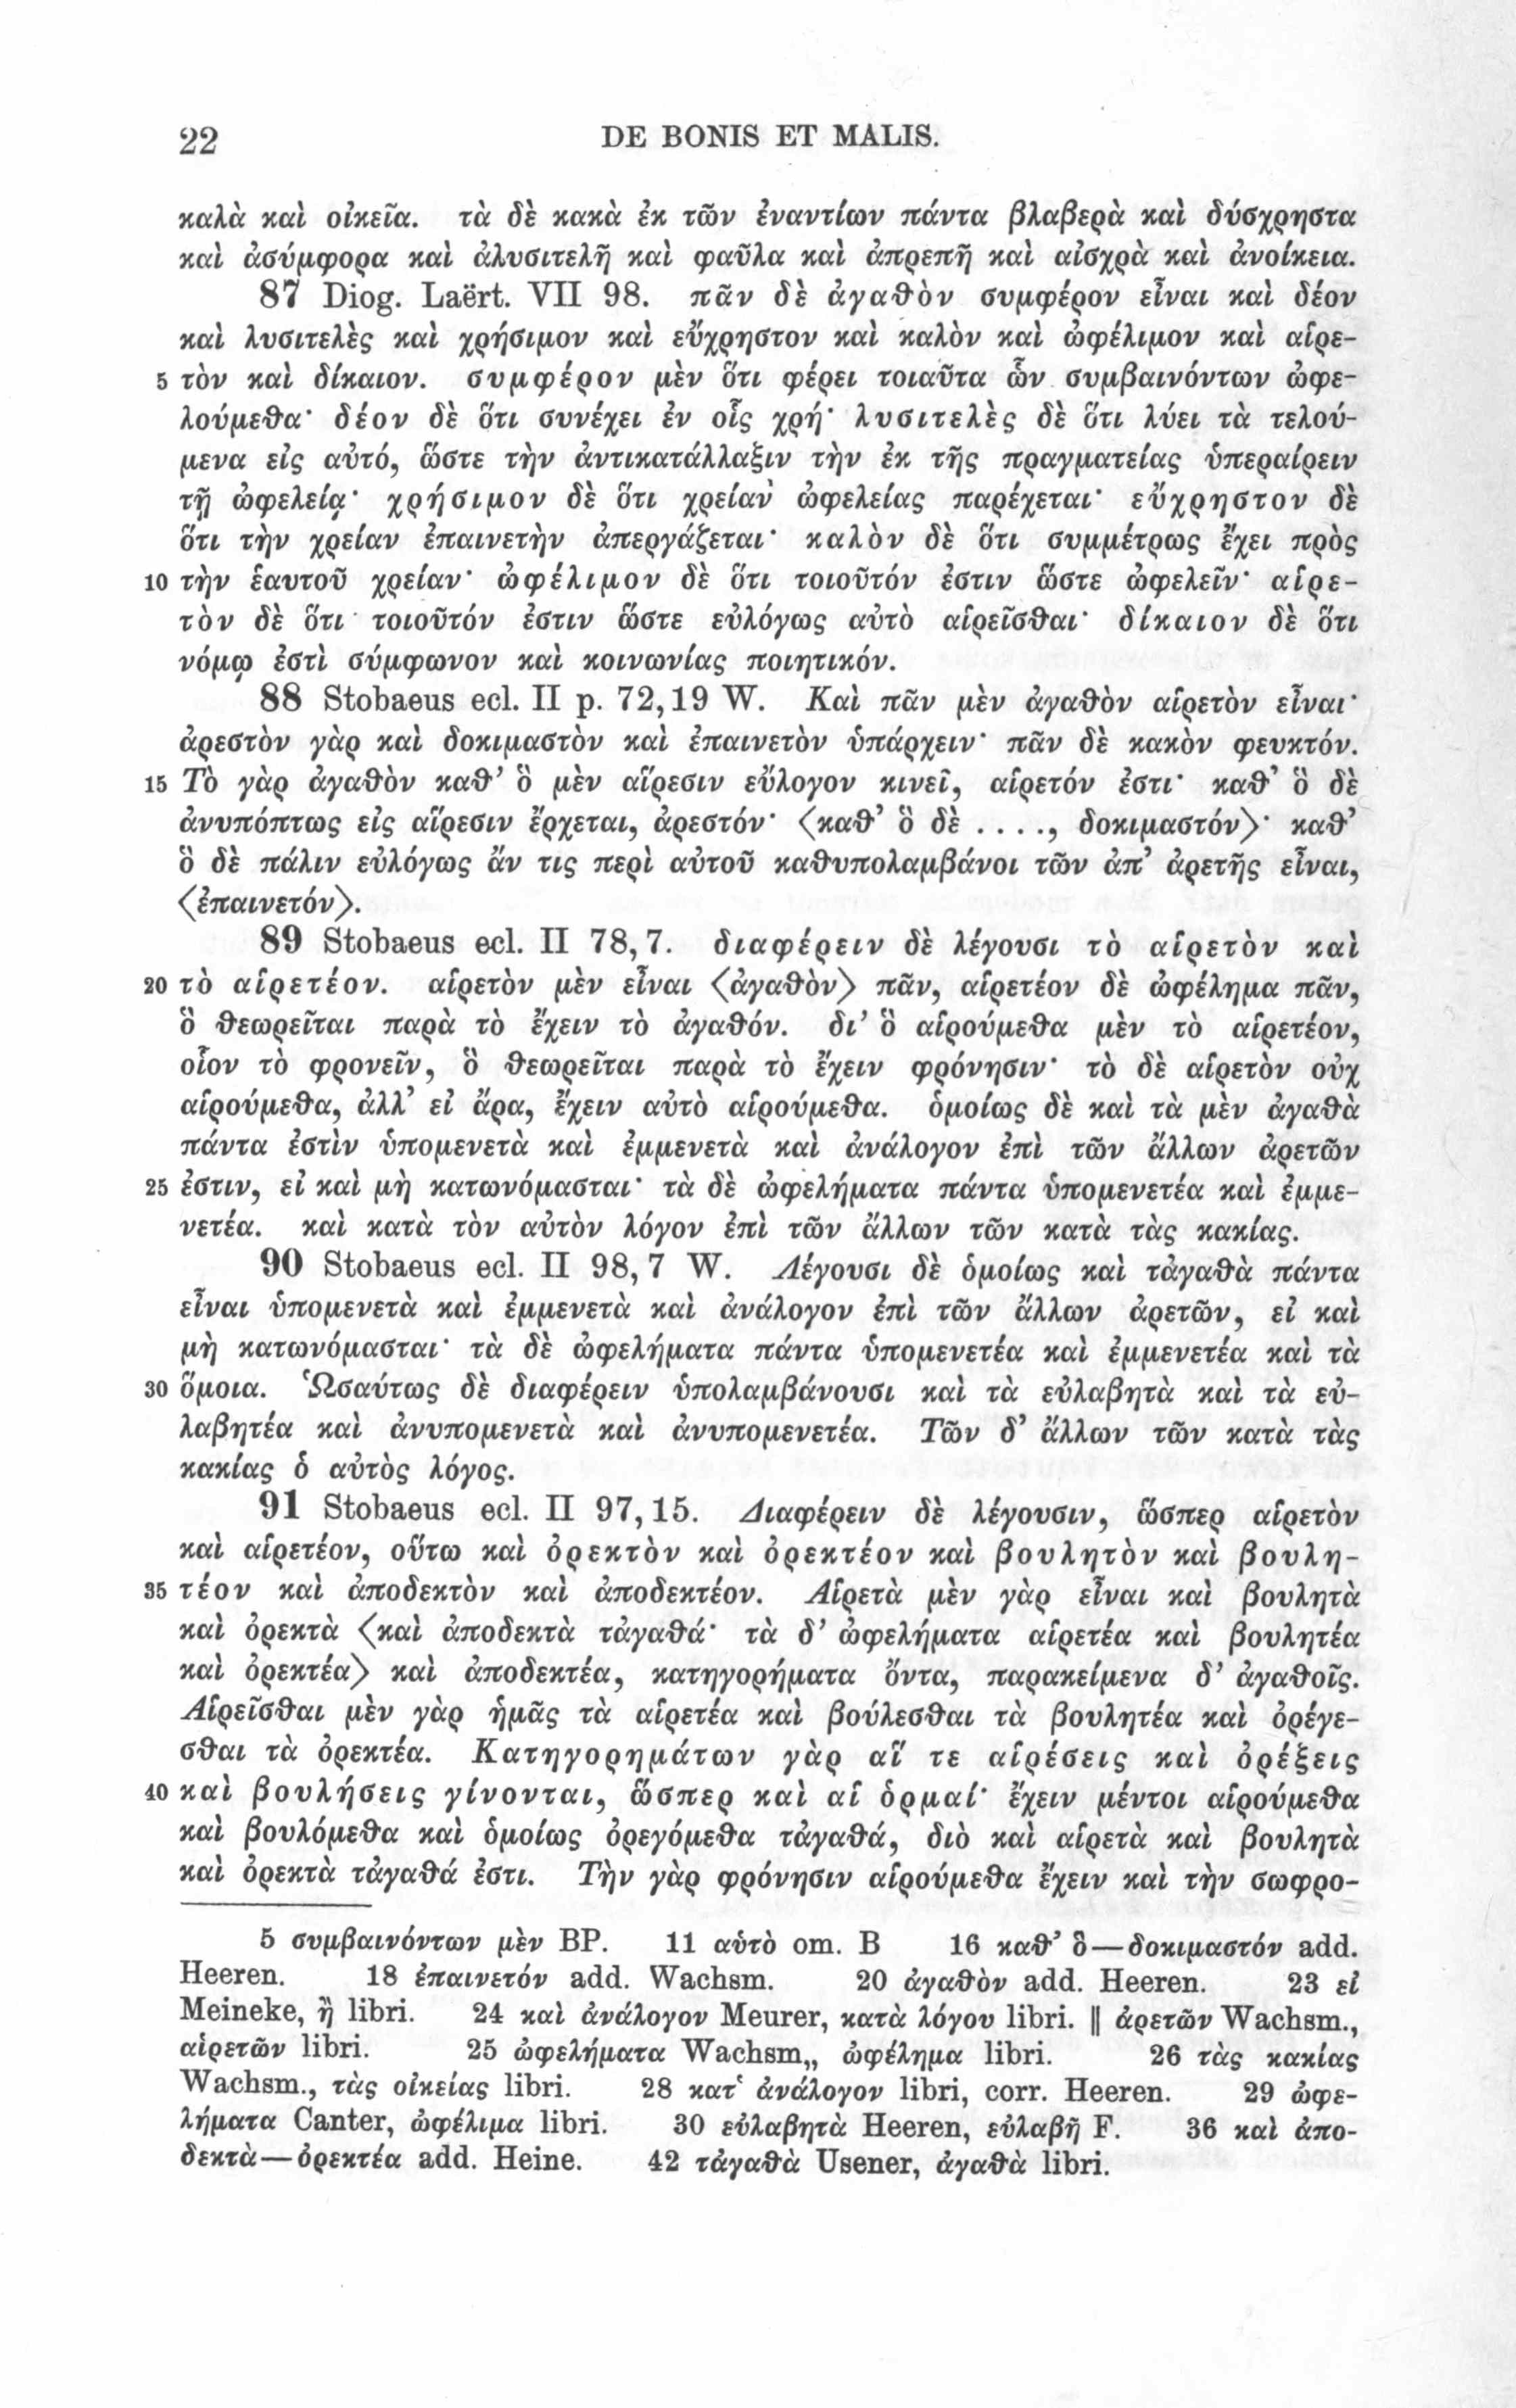 22 DE BONIS ET MALIS.
καλὰ καὶ οἰκεῖα. τὰ δὲ κακὰ ἐκ τῶν ἐναντίων πάντα βλαβερὰ καὶ δύσχρηστα
καὶ ἀσύμφορα καὶ ἀλυσιτελῆ καὶ φαῦλα καὶ ἀπρεπῆ καὶ αἰσχρὰ καὶ ἀνοίκεια.
87 Diog. Laërt. VII 98. πᾶν δὲ ἀγαθὸν συμφέρον εἶναι καὶ δέον
καὶ λυσιτελὲς καὶ χρήσιμον καὶ εὔχρηστον καὶ καλὸν καὶ ὠφέλιμον καὶ αἱρε-
5 τὸν καὶ δίκαιον. συμφέρον μὲν ὅτι φέρει τοιαῦτα ὧν συμβαινόντων ὠφε-
λούμεθα· δέον δὲ ὅτι συνέχει ἐν οἷς χρή· λυσιτελὲς δὲ ὅτι λύει τὰ τελού-
μενα εἰς αὐτό, ὥστε τὴν ἀντικατάλλαξιν τὴν ἐκ τῆς πραγματείας ὑπεραίρειν
τῇ ὠφελείᾳ· χρήσιμον δὲ ὅτι χρείαν ὠφελείας παρέχεται· εὔχρηστον δὲ
ὅτι τὴν χρείαν ἐπαινετὴν ἀπεργάζεται· καλὸν δὲ ὅτι συμμέτρως ἔχει πρὸς
10 τὴν ἑαυτοῦ χρείαν· ὠφέλιμον δὲ ὅτι τοιοῦτόν ἐστιν ὥστε ὠφελεῖν· αἱρε-
τὸν δὲ ὅτι τοιοῦτόν ἐστιν ὥστε εὐλόγως αὐτὸ αἱρεῖσθαι· δίκαιον δὲ ὅτι
νόμῳ ἐστὶ σύμφωνον καὶ κοινωνίας ποιητικόν.
88 Stobaeus ecl. II p. 72,19 W. Καὶ πᾶν μὲν ἀγαθὸν αἱρετὸν εἶναι·
ἀρεστὸν γὰρ καὶ δοκιμαστὸν καὶ ἐπαινετὸν ὑπάρχειν· πᾶν δὲ κακὸν φευκτόν.
15 Τὸ γὰρ ἀγαθὸν καθ’ ὃ μὲν αἵρεσιν εὔλογον κινεῖ, αἱρετόν ἐστι· καθ’ ὃ δὲ
ἀνυπόπτως εἰς αἵρεσιν ἔρχεται, ἀρεστόν· 〈καθ’ ὃ δὲ ...., δοκιμαστόν〉· καθ’
ὃ δὲ πάλιν εὐλόγως ἄν τις περὶ αὐτοῦ καθυπολαμβάνοι τῶν ἀπ’ ἀρετῆς εἶναι,
〈ἐπαινετόν〉.
89 Stobaeus ecl. II 78, 7. διαφέρειν δὲ λέγουσι τὸ αἱρετὸν καὶ
20 τὸ αἱρετέον. αἱρετὸν μὲν εἶναι 〈ἀγαθὸν〉 πᾶν, αἱρετέον δὲ ὠφέλημα πᾶν,
ὃ θεωρεῖται παρὰ τὸ ἔχειν τὸ ἀγαθόν. δι’ ὃ αἱρούμεθα μὲν τὸ αἱρετέον,
οἷον τὸ φρονεῖν, ὃ θεωρεῖται παρὰ τὸ ἔχειν φρόνησιν· τὸ δὲ αἱρετὸν οὐχ
αἱρούμεθα, ἀλλ’ εἰ ἄρα, ἔχειν αὐτὸ αἱρούμεθα. ὁμοίως δὲ καὶ τὰ μὲν ἀγαθὰ
πάντα ἐστὶν ὑπομενετὰ καὶ ἐμμενετὰ καὶ ἀνάλογον ἐπὶ τῶν ἄλλων ἀρετῶν
25 ἐστιν, εἰ καὶ μὴ κατωνόμασται· τὰ δὲ ὠφελήματα πάντα ὑπομενετέα καὶ ἐμμε-
νετέα. καὶ κατὰ τὸν αὐτὸν λόγον ἐπὶ τῶν ἄλλων τῶν κατὰ τὰς κακίας.
90 Stobaeus ecl. II 98, 7 W. Λέγουσι δὲ ὁμοίως καὶ τἀγαθὰ πάντα
εἶναι ὑπομενετὰ καὶ ἐμμενετὰ καὶ ἀνάλογον ἐπὶ τῶν ἄλλων ἀρετῶν, εἰ καὶ
μὴ κατωνόμασται· τὰ δὲ ὠφελήματα πάντα ὑπομενετέα καὶ ἐμμενετέα καὶ τὰ
30 ὅμοια. Ὡσαύτως δὲ διαφέρειν ὑπολαμβάνουσι καὶ τὰ εὐλαβητὰ καὶ τὰ εὐ-
λαβητέα καὶ ἀνυπομενετὰ καὶ ἀνυπομενετέα. Τῶν δ’ ἄλλων τῶν κατὰ τὰς
κακίας ὁ αὐτὸς λόγος.
91 Stobaeus ecl. II 97, 15. Διαφέρειν δὲ λέγουσιν, ὥσπερ αἱρετὸν
καὶ αἱρετέον, οὕτω καὶ ὀρεκτὸν καὶ ὀρεκτέον καὶ βουλητὸν καὶ βουλη-
35 τέον καὶ ἀποδεκτὸν καὶ ἀποδεκτέον. Αἱρετὰ μὲν γὰρ εἶναι καὶ βουλητὰ
καὶ ὀρεκτὰ 〈καὶ ἀποδεκτὰ τἀγαθά· τὰ δ’ ὠφελήματα αἱρετέα καὶ βουλητέα
καὶ ὀρεκτέα〉 καὶ ἀποδεκτέα, κατηγορήματα ὄντα, παρακείμενα δ’ ἀγαθοῖς.
Αἱρεῖσθαι μὲν γὰρ ἡμᾶς τὰ αἱρετέα καὶ βούλεσθαι τὰ βουλητέα καὶ ὀρέγε-
σθαι τὰ ὀρεκτέα. Κατηγορημάτων γὰρ αἵ τε αἱρέσεις καὶ ὀρέξεις
40 καὶ βουλήσεις γίνονται, ὥσπερ καὶ αἱ ὁρμαί· ἔχειν μέντοι αἱρούμεθα
καὶ βουλόμεθα καὶ ὁμοίως ὀρεγόμεθα τἀγαθά, διὸ καὶ αἱρετὰ καὶ βουλητὰ
καὶ ὀρεκτὰ τἀγαθά ἐστι. Τὴν γὰρ φρόνησιν αἱρούμεθα ἔχειν καὶ τὴν σωφρο-
5 συμβαινόντων μὲν BP. 11 αὑτὸ om. B 16 καθ’ ὃ—δοκιμαστόν add.
Heeren. 18 ἐπαινετόν add. Wachsm. 20 ἀγαθὸν add. Heeren. 23 εἰ
Meineke, ἢ libri. 24 καὶ ἀνάλογον Meurer, κατὰ λόγου libri. ‖ ἀρετῶν Wachsm.,
αἱρετῶν libri. 25 ὠφελήματα Wachsm,, ὠφέλημα libri. 26 τὰς κακίας
Wachsm., τὰς οἰκείας libri. 28 κατ‘ ἀνάλογον libri, corr. Heeren. 29 ὠφε-
λήματα Canter, ὠφέλιμα libri. 30 εὐλαβητὰ Heeren, εὐλαβῆ F. 36 καὶ ἀπο-
δεκτὰ—ὀρεκτέα add. Heine. 42 τἀγαθὰ Usener, ἀγαθὰ libri.